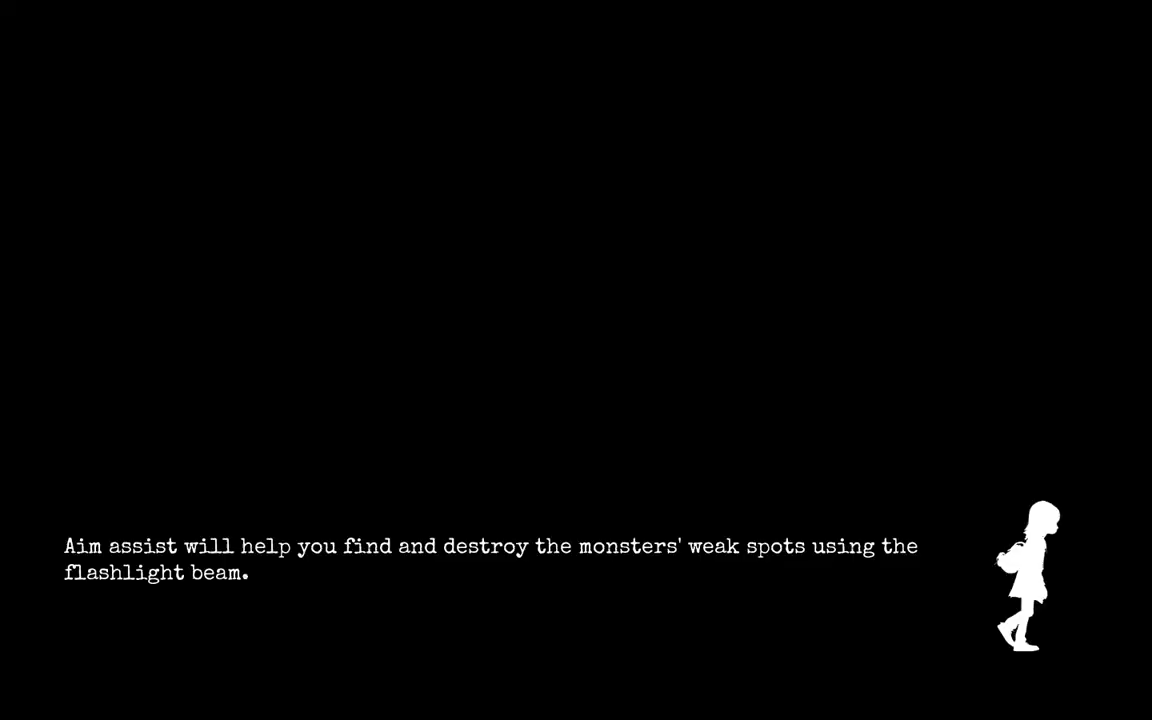 Aim assist will help you find and destroy the monsters' weak spots using the
flashlight beam.